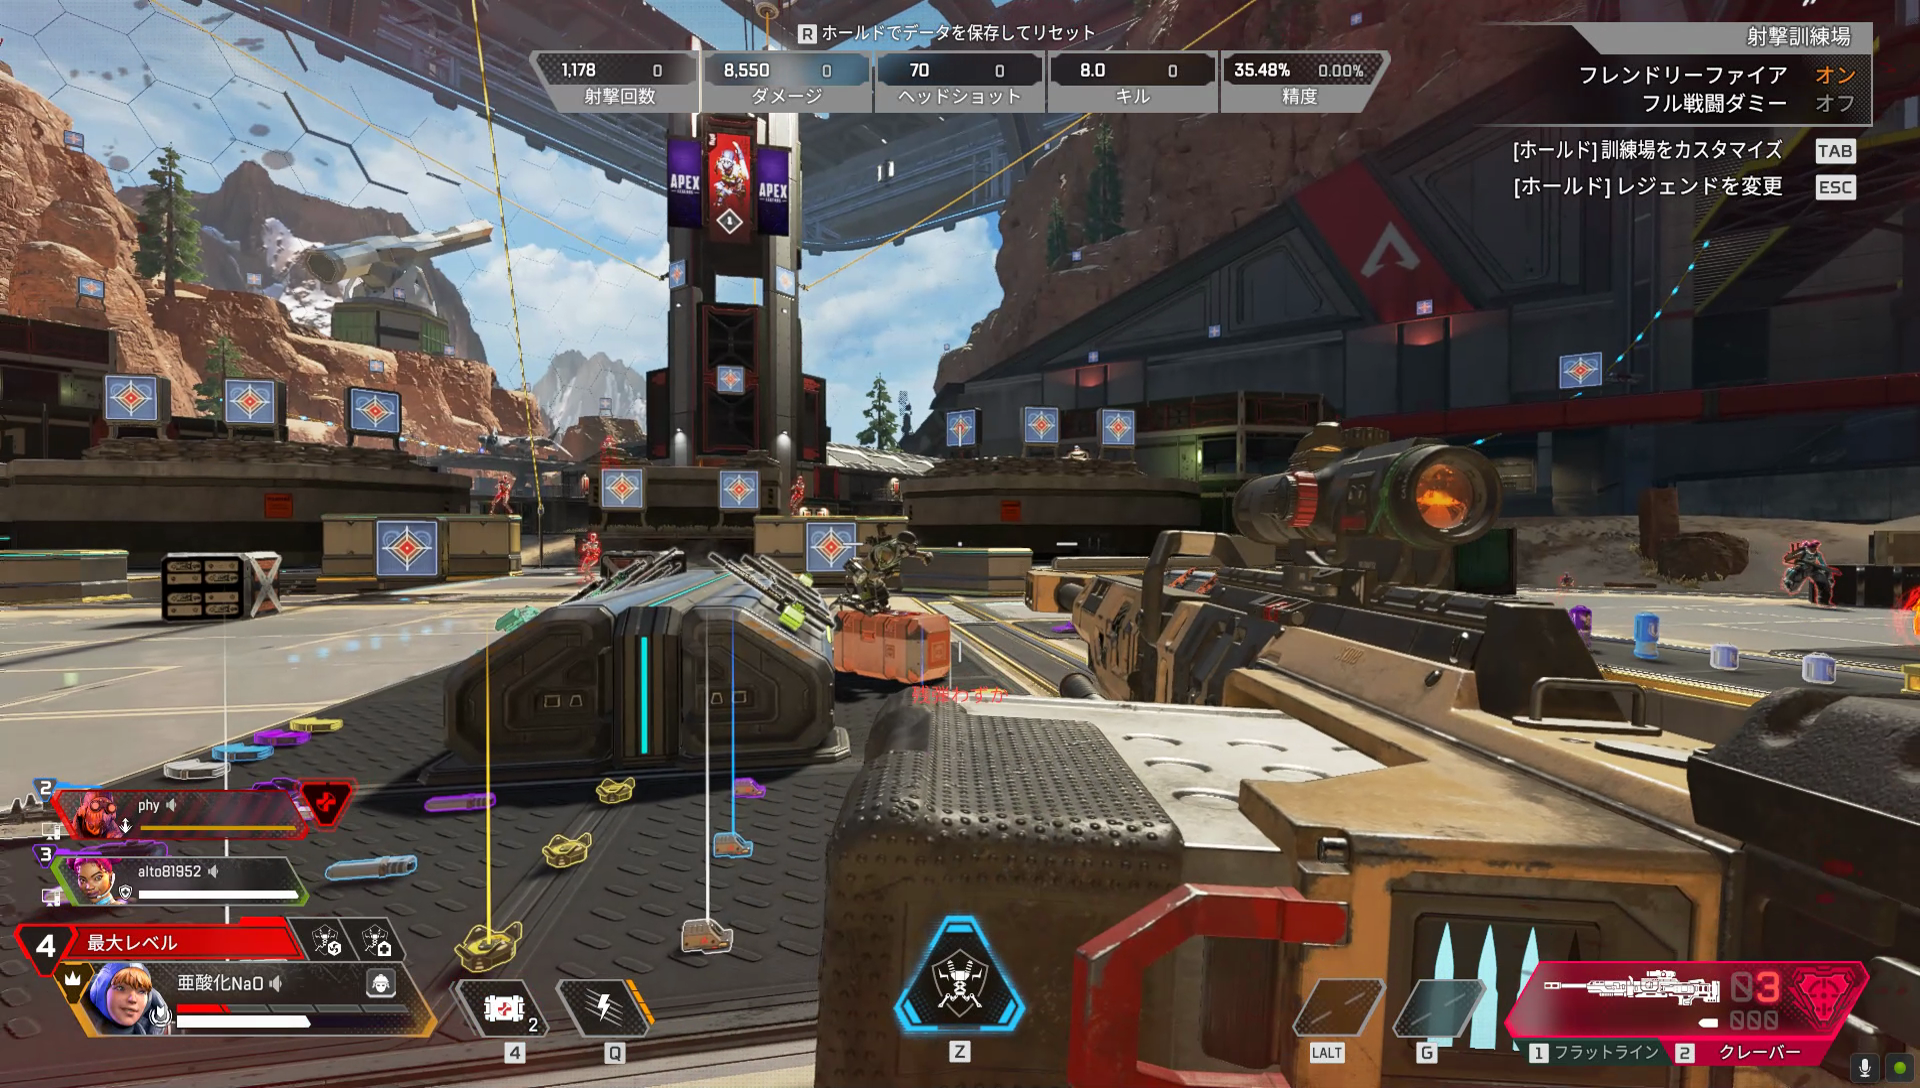 R ホールドでデータを保存してリセット
1,178 0
射撃回数
8,550 0
ダメージ
70 0
ヘッドショット
8.0 0
キル
35.48% 0.00%
精度
射撃訓練場
フレンドリーファイア オン
フル戦闘ダミー オフ
[ホールド]訓練場をカスタマイズ TAB
[ホールド]レジェンドを変更 ESC
APEX
APEX
1
残弾わずか
2
phy
3
alto81952
4
最大レベル
亜酸化NaO
2
4
Q
Z
LALT
G
03
000
1 フラットライン
2 クレーバー